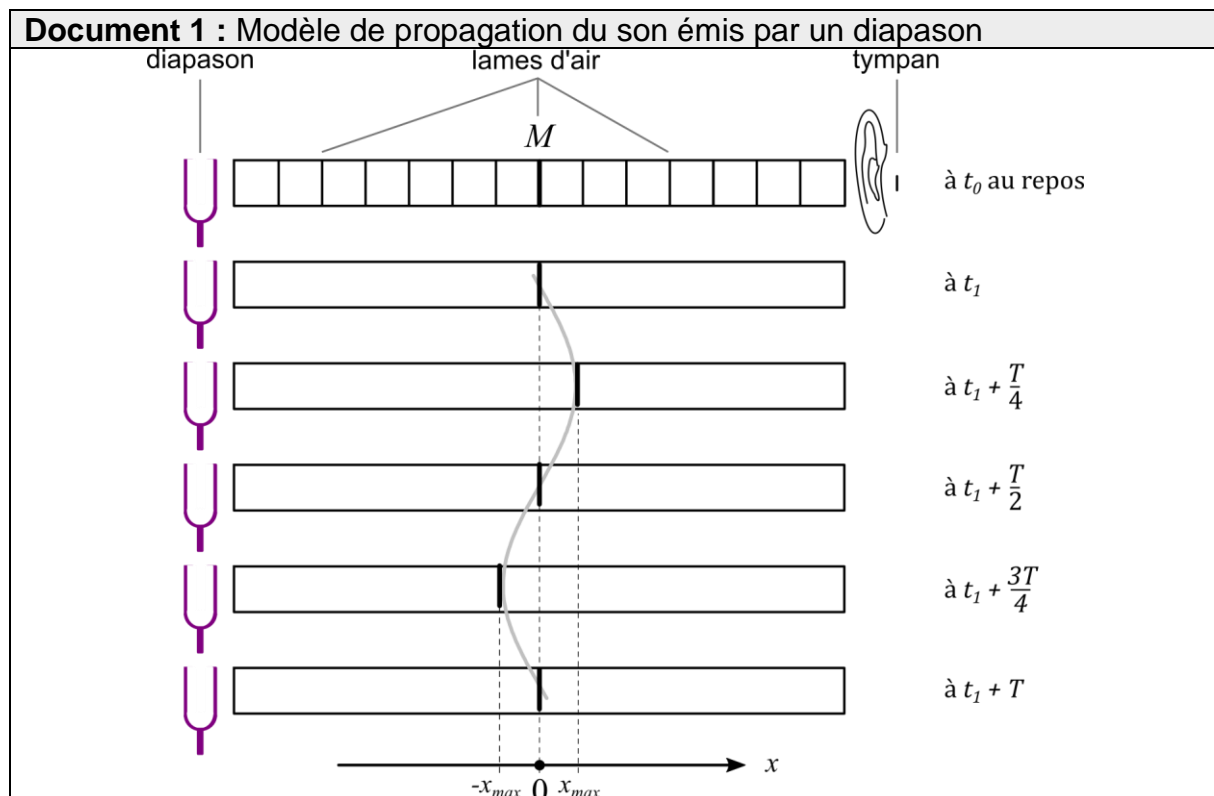 Document 1 : Modèle de propagation du son émis par un diapason
diapason lames d'air tympan
M
à t₀ au repos
à t₁
à t₁ + T/4
à t₁ + T/2
à t₁ + 3T/4
à t₁ + T
x
-xₘₐₓ 0 xₘₐₓ